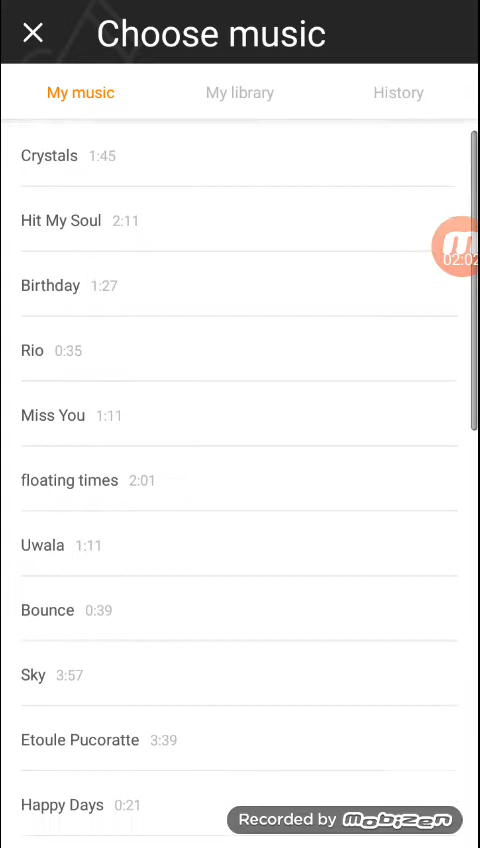 Choose music
My music My library History
Crystals 1:45
Hit My Soul 2:11
02:02
Birthday 1:27
Rio 0:35
Miss You 1:11
floating times 2:01
Uwala 1:11
Bounce 0:39
Sky 3:57
Etoule Pucoratte 3:39
Happy Days 0:21
Recorded by mobizen